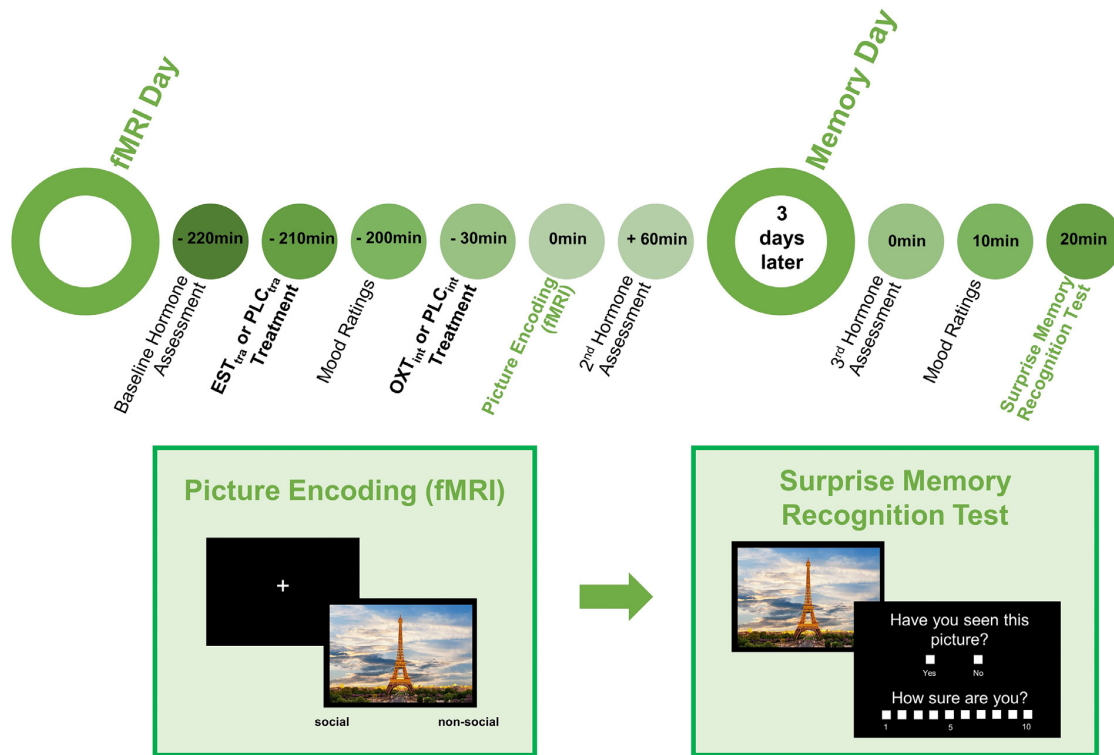 fMRI Day
Memory Day
- 220min
- 210min
- 200min
- 30min
0min
+ 60min
3
days
later
0min
10min
20min
Baseline Hormone
Assessment
ESTtra or PLCtra
Treatment
Mood Ratings
OXTint or PLCint
Treatment
Picture Encoding
(fMRI)
2nd Hormone
Assessment
3rd Hormone
Assessment
Mood Ratings
Surprise Memory
Recognition Test
Picture Encoding (fMRI)
+
social
non-social
Surprise Memory
Recognition Test
Have you seen this
picture?
Yes
No
How sure are you?
1
5
10